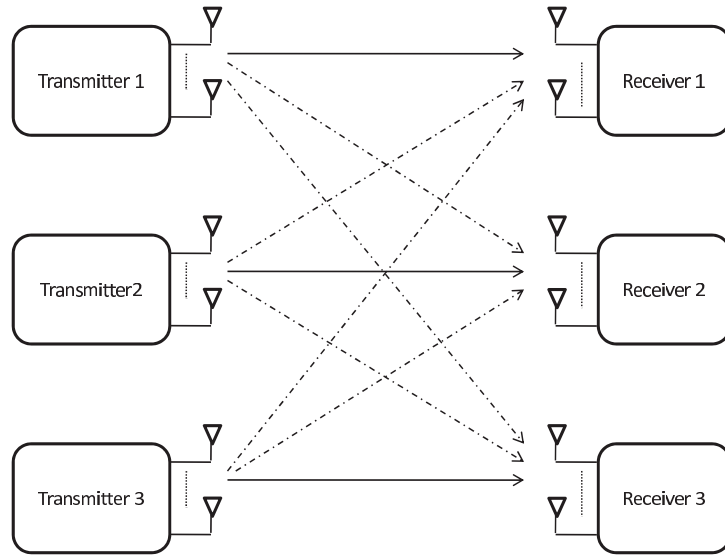 Transmitter 1
Receiver 1
Transmitter2
Receiver 2
Transmitter 3
Receiver 3